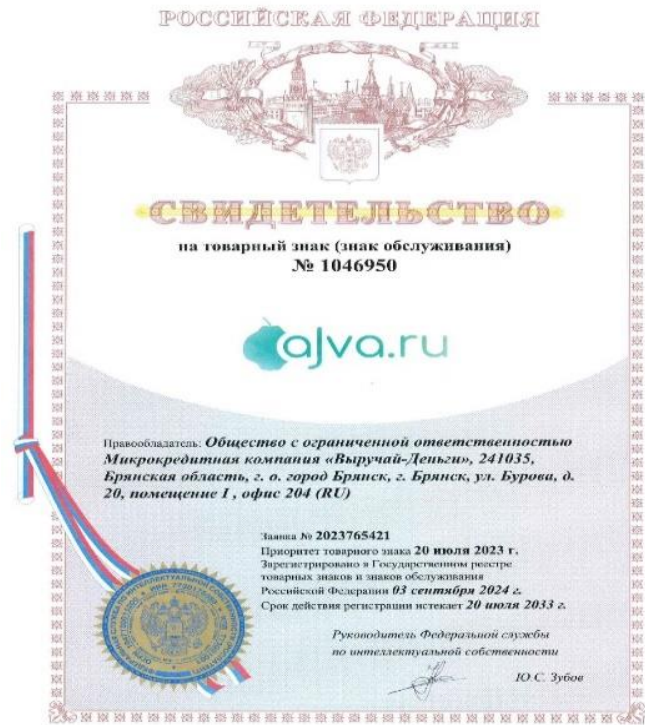 РОССИЙСКАЯ ФЕДЕРАЦИЯ
СВИДЕТЕЛЬСТВО
на товарный знак (знак обслуживания)
№ 1046950
ajva.ru
Правообладатель: Общество с ограниченной ответственностью
Микрокредитная компания «Выручай-Деньги», 241035,
Брянская область, г. о. город Брянск, г. Брянск, ул. Бурова, д.
20, помещение I , офис 204 (RU)
Заявка № 2023765421
Приоритет товарного знака 20 июля 2023 г.
Зарегистрировано в Государственном реестре
товарных знаков и знаков обслуживания
Российской Федерации 03 сентября 2024 г.
Срок действия регистрации истекает 20 июля 2033 г.
Руководитель Федеральной службы
по интеллектуальной собственности
Ю.С. Зубов